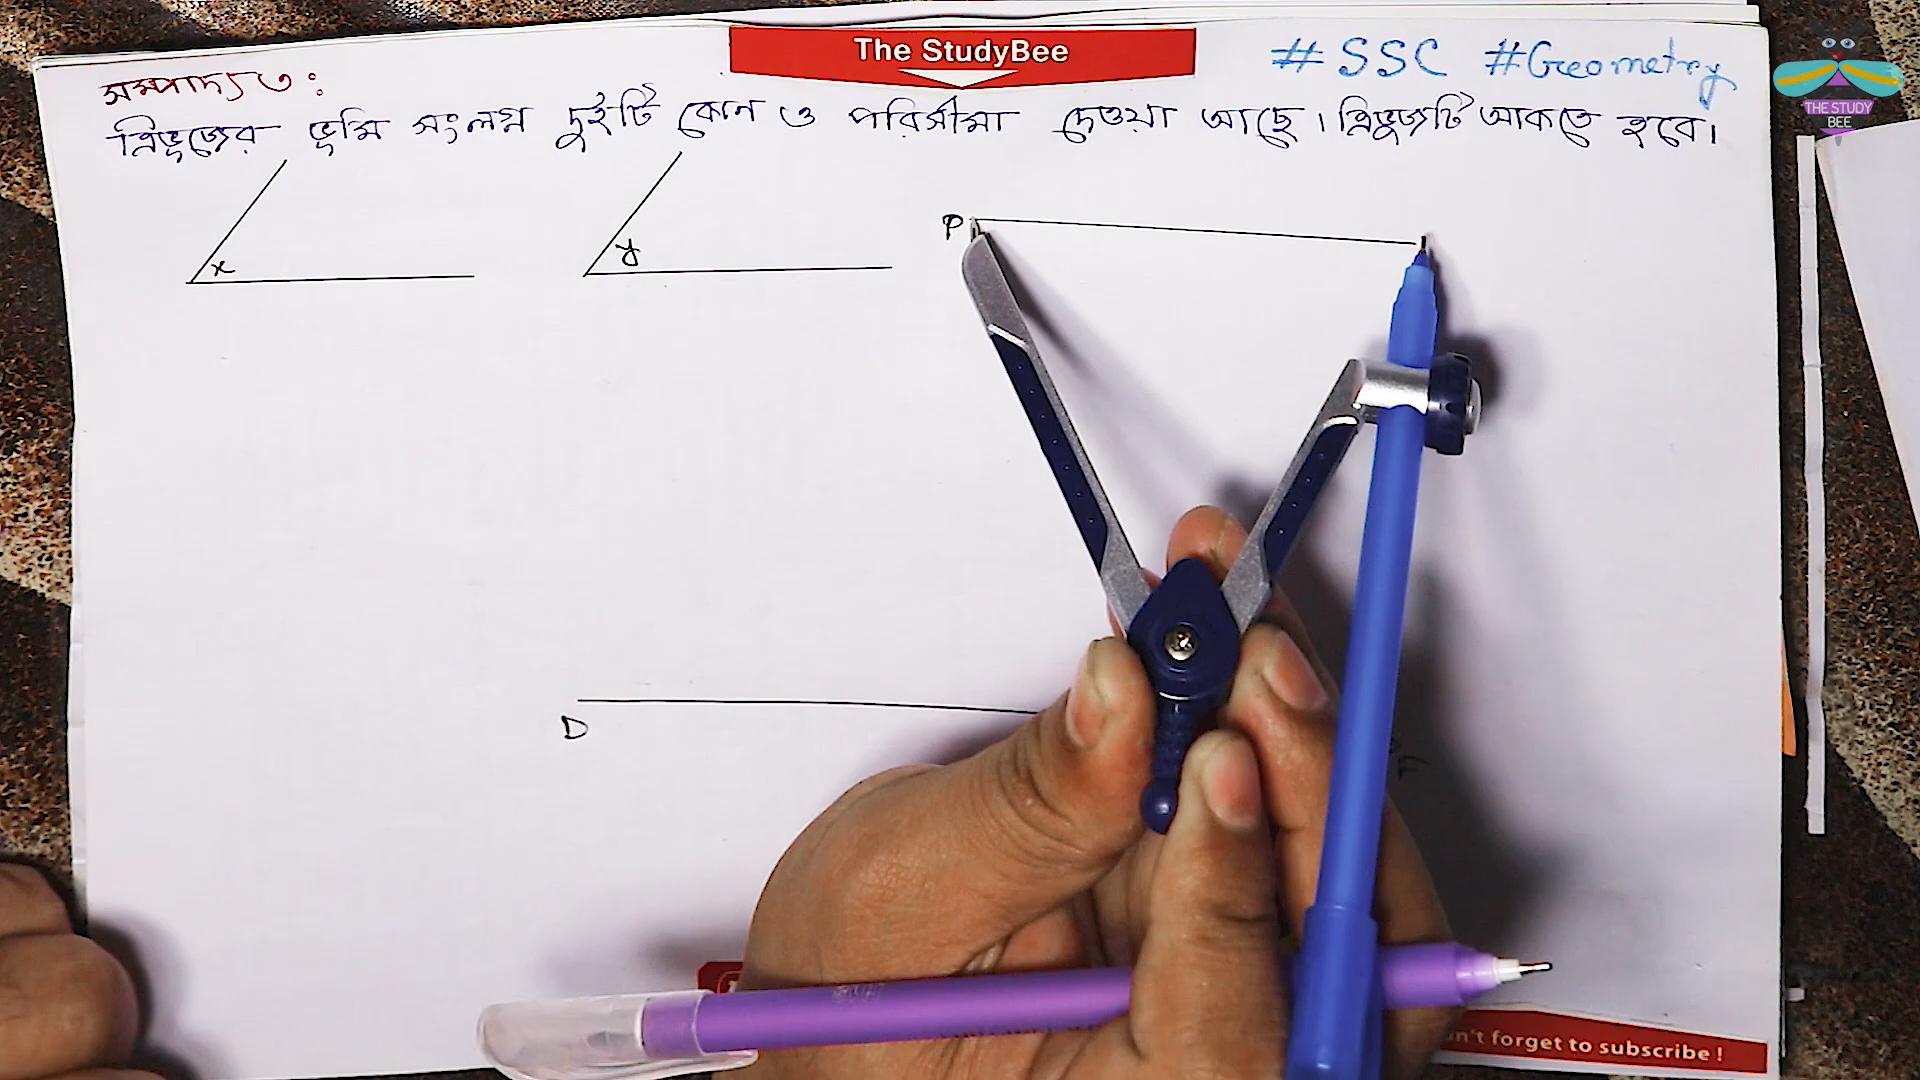 The StudyBee
#SSC #Geometry
THE STUDY
BEE
সম্পাদ্য ৩ :
ত্রিভুজের ভূমি সংলগ্ন দুইটি কোন ও পরিসীমা দেওয়া আছে। ত্রিভুজটি আকতে হবে।
x
y
P
D
F
n't forget to subscribe !